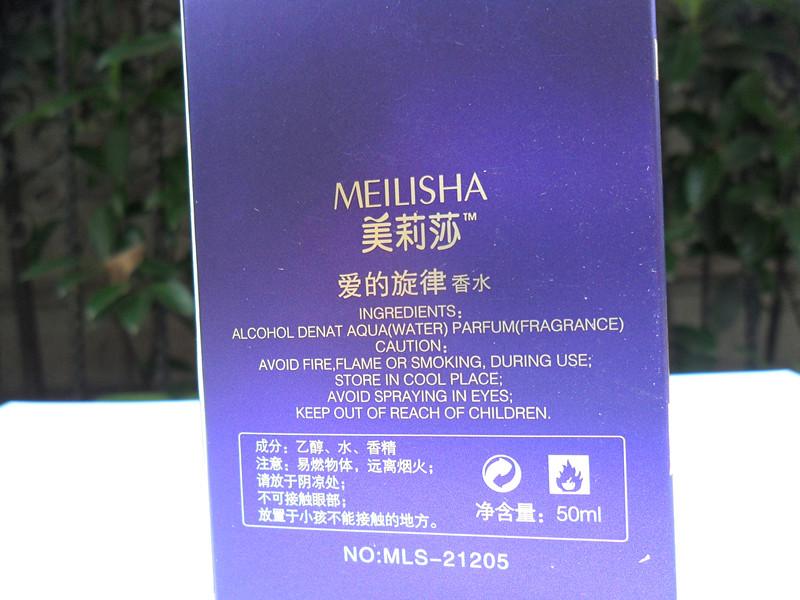 MEILISHA
美莉莎™
爱的旋律香水
INGREDIENTS：
ALCOHOL DENAT AQUA(WATER) PARFUM(FRAGRANCE)
CAUTION；
AVOID FIRE,FLAME OR SMOKING, DURING USE;
STORE IN COOL PLACE;
AVOID SPRAYING IN EYES;
KEEP OUT OF REACH OF CHILDREN.
成分：乙醇、水、香精
注意：易燃物体，远离烟火；
请放于阴凉处；
不可接触眼部；
放置于小孩不能接触的地方。
净含量：50ml
NO:MLS-21205